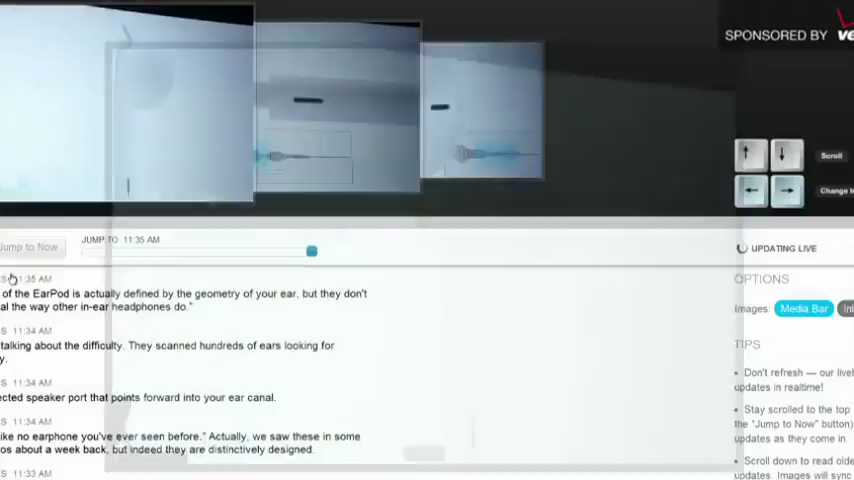 SPONSORED BY
Scroll
Jump to Now
JUMP TO 11:35 AM
UPDATING LIVE
11:35 AM
of the EarPod is actually defined by the geometry of your ear, but they don't
al the way other in-ear headphones do."
S 11:34 AM
talking about the difficulty. They scanned hundreds of ears looking for
y.
S 11:34 AM
ected speaker port that points forward into your ear canal.
S 11:34 AM
ike no earphone you've ever seen before." Actually, we saw these in some
os about a week back, but indeed they are distinctively designed.
S 11:33 AM
Change to
OPTIONS
Images: Media Bar
TIPS
• Don't refresh — our live
updates in realtime!
• Stay scrolled to the top
the "Jump to Now" button)
updates as they come in
• Scroll down to read olde
updates. Images will sync